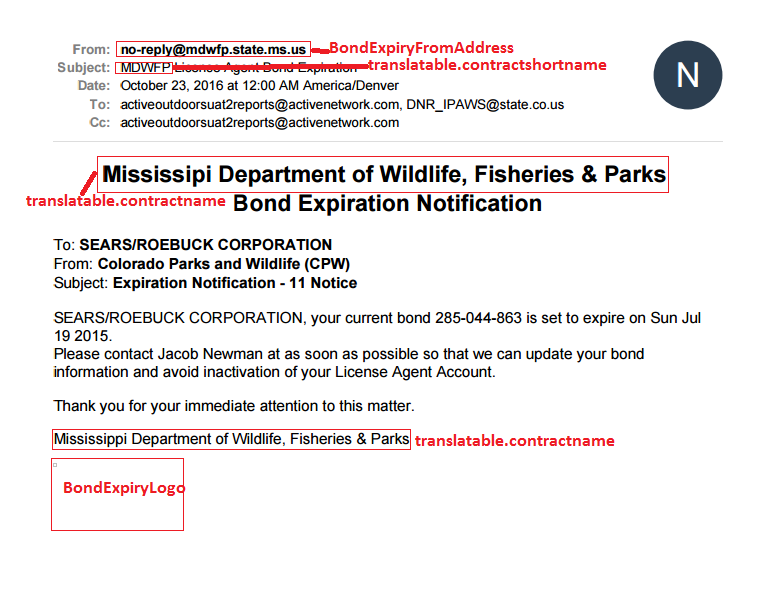 From: no-reply@mdwfp.state.ms.us BondExpiryFromAddress
Subject: MDWFP License Agent Bond Expiration translatable.contractshortname
Date: October 23, 2016 at 12:00 AM America/Denver
To: activeoutdoorsuat2reports@activenetwork.com, DNR_IPAWS@state.co.us
Cc: activeoutdoorsuat2reports@activenetwork.com
N
Mississipi Department of Wildlife, Fisheries & Parks
translatable.contractname Bond Expiration Notification
To: SEARS/ROEBUCK CORPORATION
From: Colorado Parks and Wildlife (CPW)
Subject: Expiration Notification - 11 Notice
SEARS/ROEBUCK CORPORATION, your current bond 285-044-863 is set to expire on Sun Jul
19 2015.
Please contact Jacob Newman at as soon as possible so that we can update your bond
information and avoid inactivation of your License Agent Account.
Thank you for your immediate attention to this matter.
Mississippi Department of Wildlife, Fisheries & Parks translatable.contractname
BondExpiryLogo